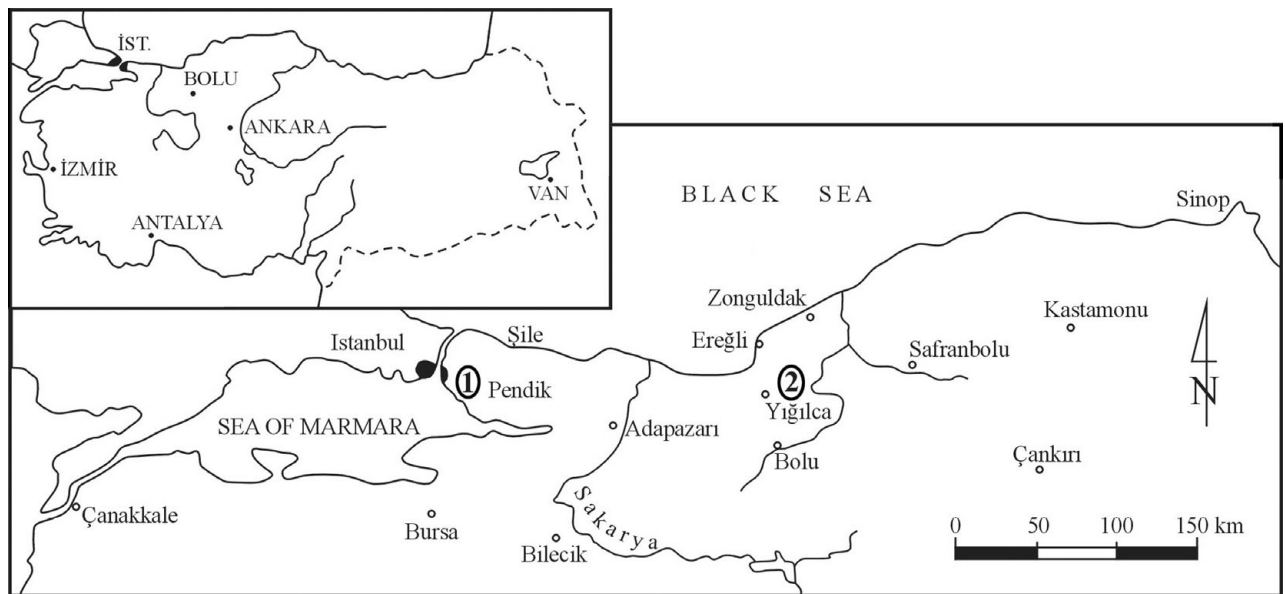 İST.
BOLU
ANKARA
İZMİR
VAN
ANTALYA
BLACK SEA
Sinop
Zonguldak
Kastamonu
Istanbul
Şile
Ereğli
Safranbolu
1
Pendik
2
Yığılca
N
SEA OF MARMARA
Adapazarı
Bolu
Çankırı
Çanakkale
Bursa
Sakarya
Bilecik
0 50 100 150 km